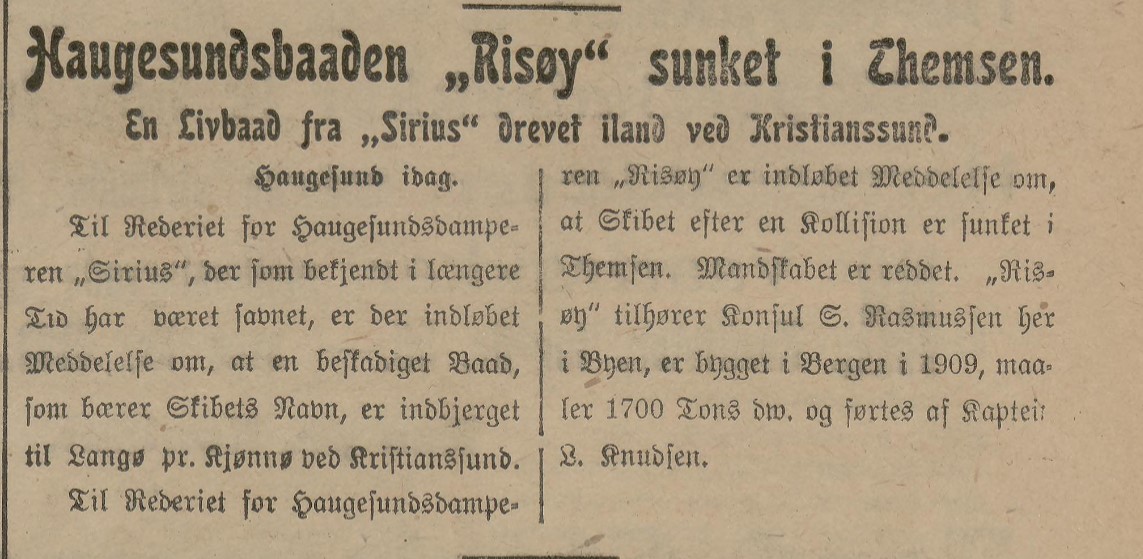 Haugesundsbaaden „Risøy“ sunket i Themsen.
En Livbaad fra „Sirius“ drevet iland ved Kristianssund.
Haugesund idag.
Til Rederiet for Haugesundsdampe-
ren „Sirius“, der som bekjendt i længere
Tid har været savnet, er der indløbet
Meddelelse om, at en beskadiget Baad,
som bærer Skibets Navn, er indbjerget
til Langø pr. Kjønnø ved Kristianssund.
Til Rederiet for Haugesundsdampe-
ren „Risøy“ er indløbet Meddelelse om,
at Skibet efter en Kollision er sunket i
Themsen. Mandskabet er reddet. „Ris-
øy“ tilhører Konsul S. Rasmussen her
i Byen, er bygget i Bergen i 1909, maa-
ler 1700 Tons dw. og førtes af Kaptein
L. Knudsen.